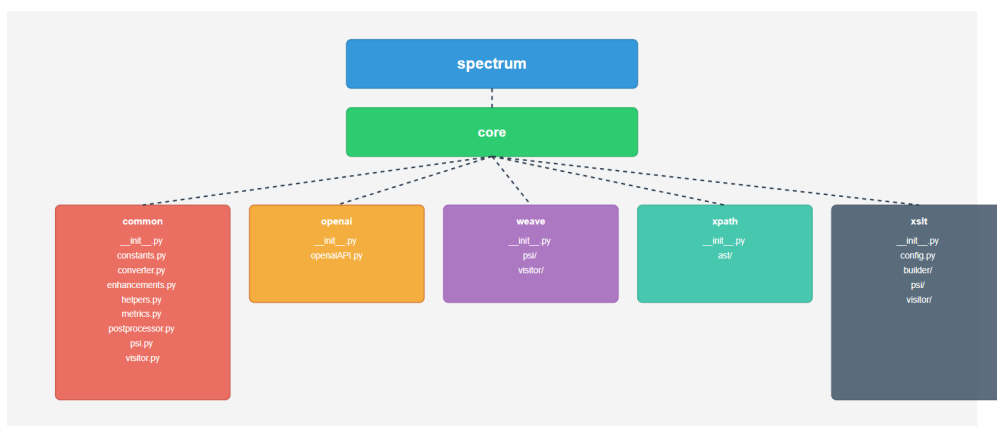 spectrum
core
common
__init__.py
constants.py
converter.py
enhancements.py
helpers.py
metrics.py
postprocessor.py
psi.py
visitor.py
openai
__init__.py
openaiAPI.py
weave
__init__.py
psi/
visitor/
xpath
__init__.py
ast/
xslt
__init__.py
config.py
builder/
psi/
visitor/